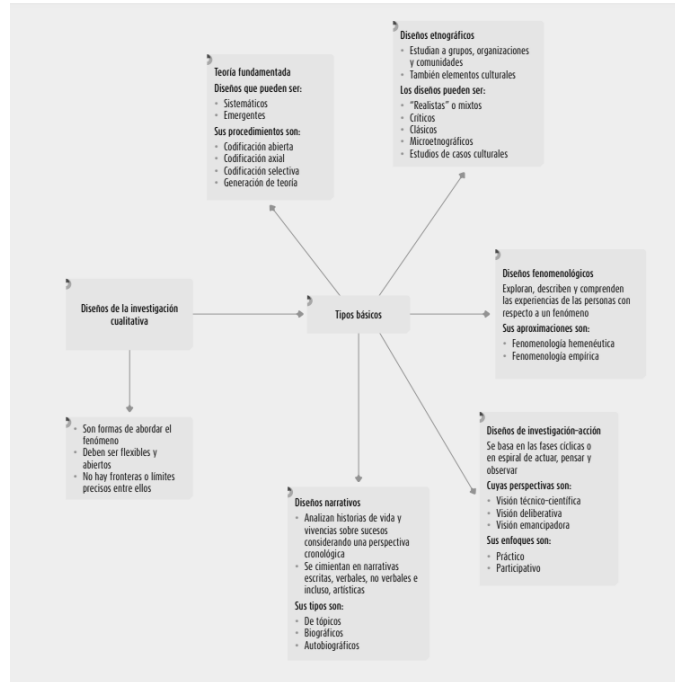 Diseños etnográficos
• Estudian a grupos, organizaciones
y comunidades
• También elementos culturales
Los diseños pueden ser:
• “Realistas” o mixtos
• Críticos
• Clásicos
• Microetnográficos
• Estudios de casos culturales
Teoría fundamentada
Diseños que pueden ser:
• Sistemáticos
• Emergentes
Sus procedimientos son:
• Codificación abierta
• Codificación axial
• Codificación selectiva
• Generación de teoría
Diseños de la investigación
cualitativa
Tipos básicos
Diseños fenomenológicos
Exploran, describen y comprenden
las experiencias de las personas con
respecto a un fenómeno
Sus aproximaciones son:
• Fenomenología hemenéutica
• Fenomenología empírica
• Son formas de abordar el
fenómeno
• Deben ser flexibles y
abiertos
• No hay fronteras o límites
precisos entre ellos
Diseños de investigación-acción
Se basa en las fases cíclicas o
en espiral de actuar, pensar y
observar
Cuyas perspectivas son:
• Visión técnico-científica
• Visión deliberativa
• Visión emancipadora
Sus enfoques son:
• Práctico
• Participativo
Diseños narrativos
• Analizan historias de vida y
vivencias sobre sucesos
considerando una perspectiva
cronológica
• Se cimientan en narrativas
escritas, verbales, no verbales e
incluso, artísticas
Sus tipos son:
• De tópicos
• Biográficos
• Autobiográficos